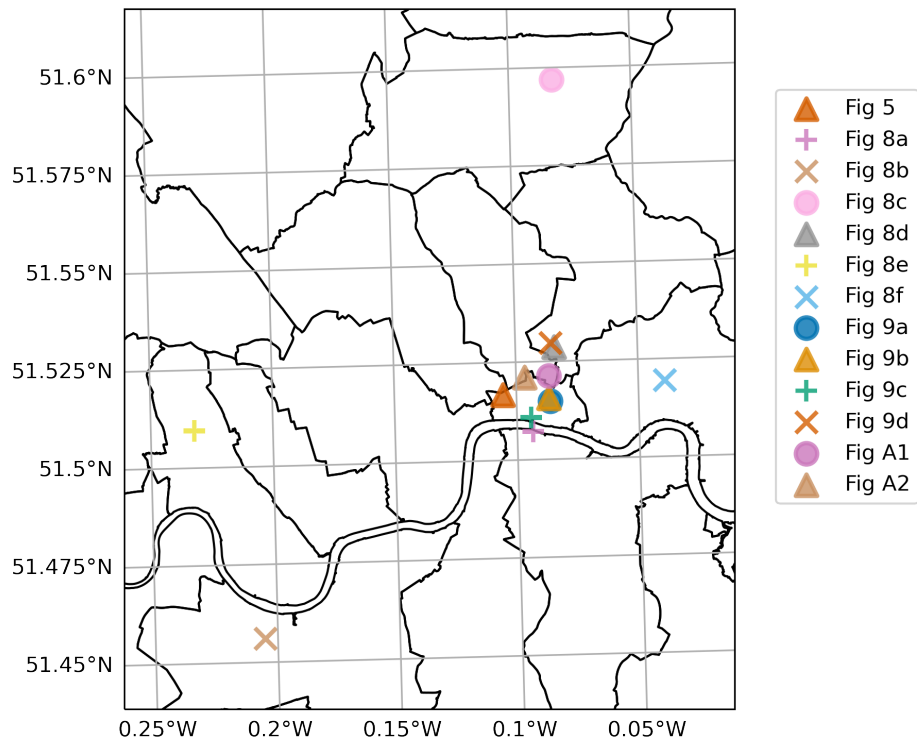 51.6°N
51.575°N
51.55°N
51.525°N
51.5°N
51.475°N
51.45°N
0.25°W 0.2°W 0.15°W 0.1°W 0.05°W
Fig 5
Fig 8a
Fig 8b
Fig 8c
Fig 8d
Fig 8e
Fig 8f
Fig 9a
Fig 9b
Fig 9c
Fig 9d
Fig A1
Fig A2